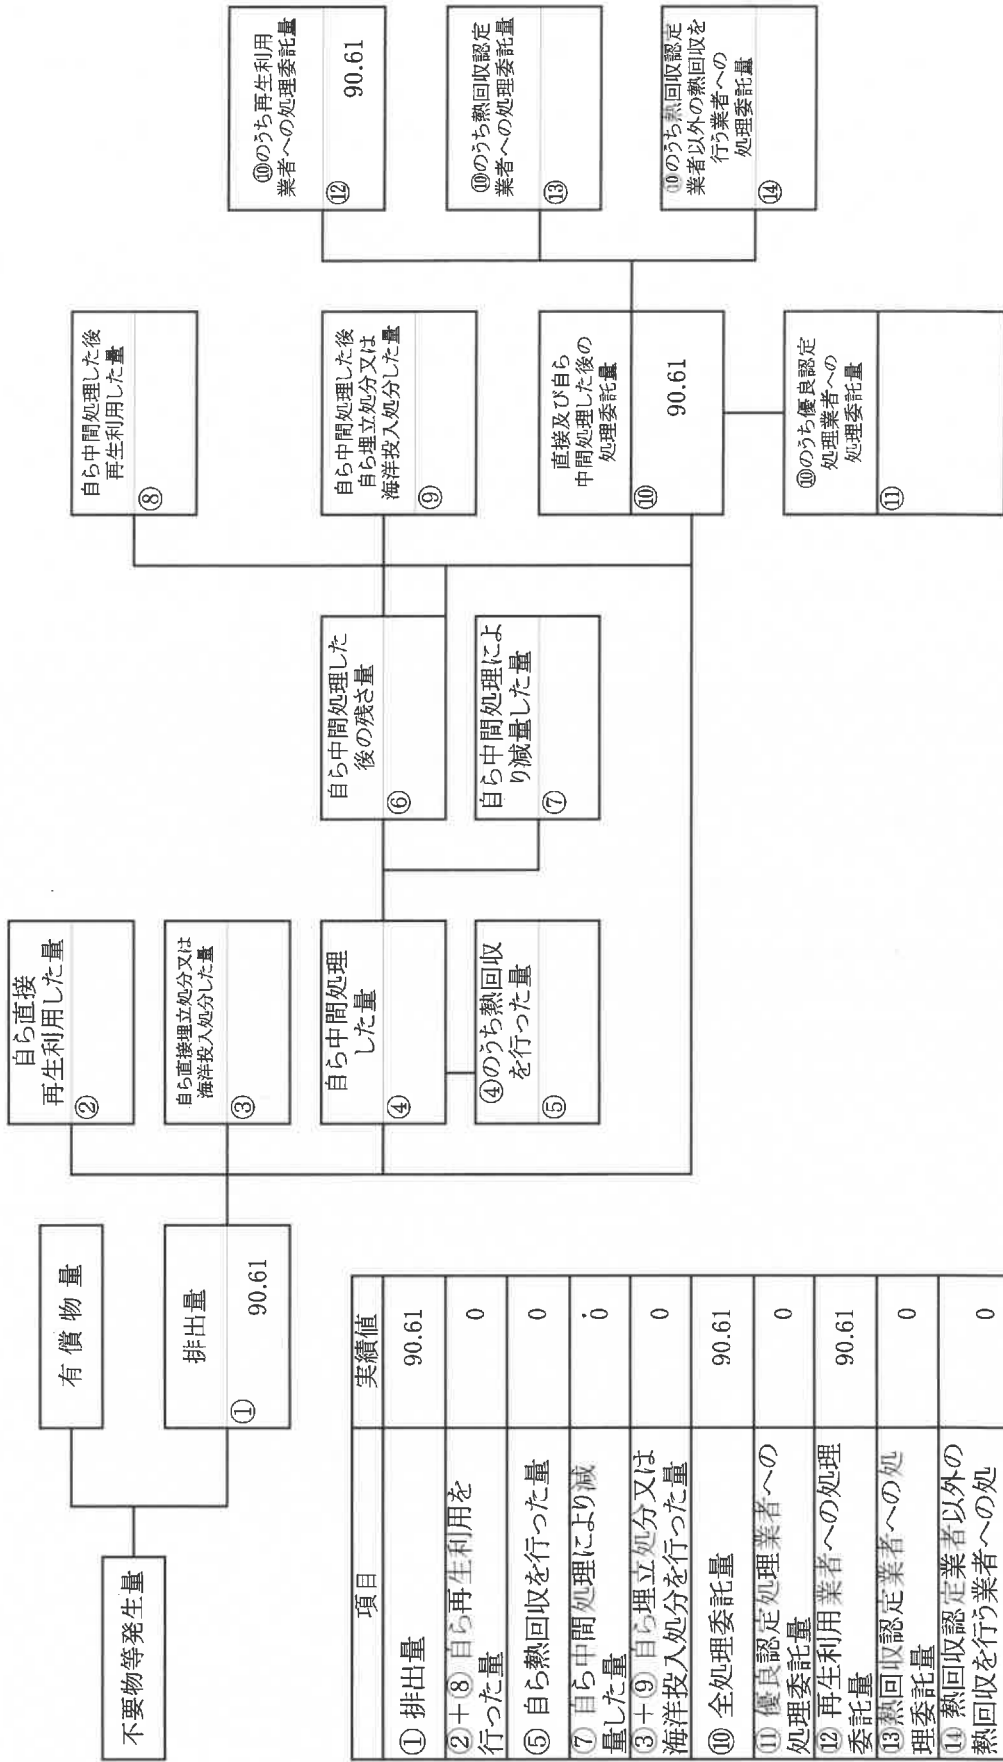 不要物等発生量
有償物量
排出量
①
90.61
自ら直接
再生利用した量
②
自ら直接埋立処分又は
海洋投入処分した量
③
自ら中間処理
した量
④
④のうち熱回収
を行った量
⑤
自ら中間処理した
後の残さ量
⑥
自ら中間処理によ
り減量した量
⑦
自ら中間処理した後
再生利用した量
⑧
自ら中間処理した後
自ら埋立処分又は
海洋投入処分した量
⑨
直接及び自ら
中間処理した後の
処理委託量
⑩
90.61
⑩のうち優良認定
処理業者への
処理委託量
⑪
⑩のうち再生利用
業者への処理委託量
⑫
90.61
⑩のうち熱回収認定
業者への処理委託量
⑬
⑩のうち熱回収認定
業者以外の熱回収を
行う業者への
処理委託量
⑭
項目 実績値
①排出量 90.61
②+⑧自ら再生利用を
行った量 0
⑤自ら熱回収を行った量 0
⑦自ら中間処理により減
量した量 0
③+⑨自ら埋立処分又は
海洋投入処分を行った量 0
⑩全処理委託量 90.61
⑪優良認定処理業者への
処理委託量 0
⑫再生利用業者への処理
委託量 90.61
⑬熱回収認定業者への処
理委託量 0
⑭熱回収認定業者以外の
熱回収を行う業者への処 0